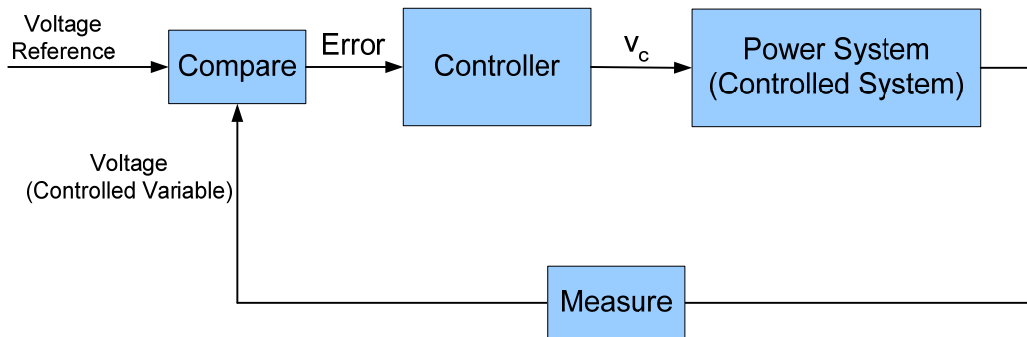 Voltage
Reference
Compare
Error
Controller
vc
Power System
(Controlled System)
Voltage
(Controlled Variable)
Measure